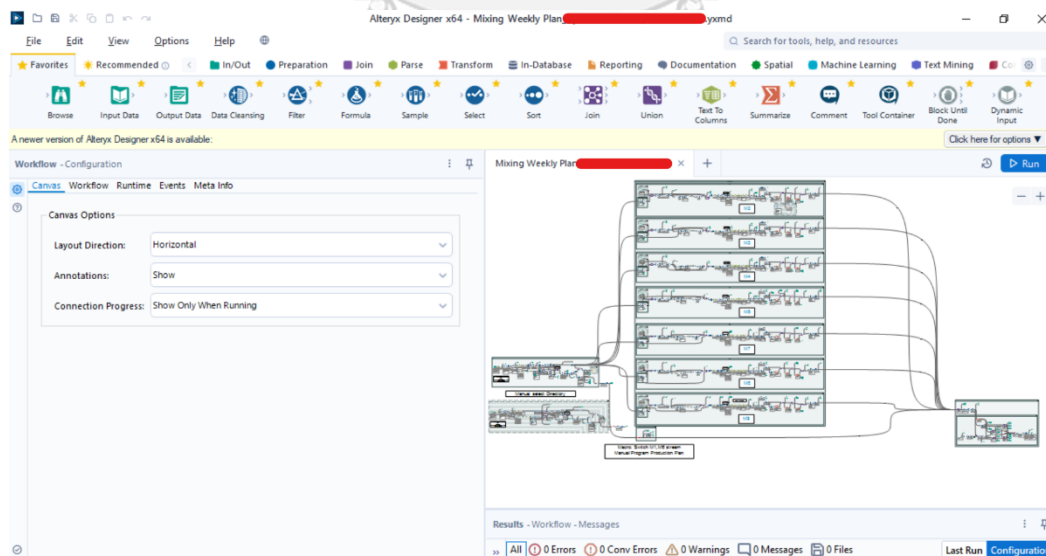 Alteryx Designer x64 - Mixing Weekly Plan yxmd
File Edit View Options Help
Search for tools, help, and resources
Favorites Recommended In/Out Preparation Join Parse Transform In-Database Reporting Documentation Spatial Machine Learning Text Mining
Browse Input Data Output Data Data Cleansing Filter Formula Sample Select Sort Join Union Text To Columns Summarize Comment Tool Container Block Until Done Dynamic Input
A newer version of Alteryx Designer x64 is available:
Click here for options ▼
Workflow - Configuration
Mixing Weekly Plan
Run
Canvas Workflow Runtime Events Meta Info
Canvas Options
Layout Direction: Horizontal
Annotations: Show
Connection Progress: Show Only When Running
Manual select Directory
Manual Program Production Plan
Results - Workflow - Messages
All 0 Errors 0 Conv Errors 0 Warnings 0 Messages 0 Files
Last Run Configuration